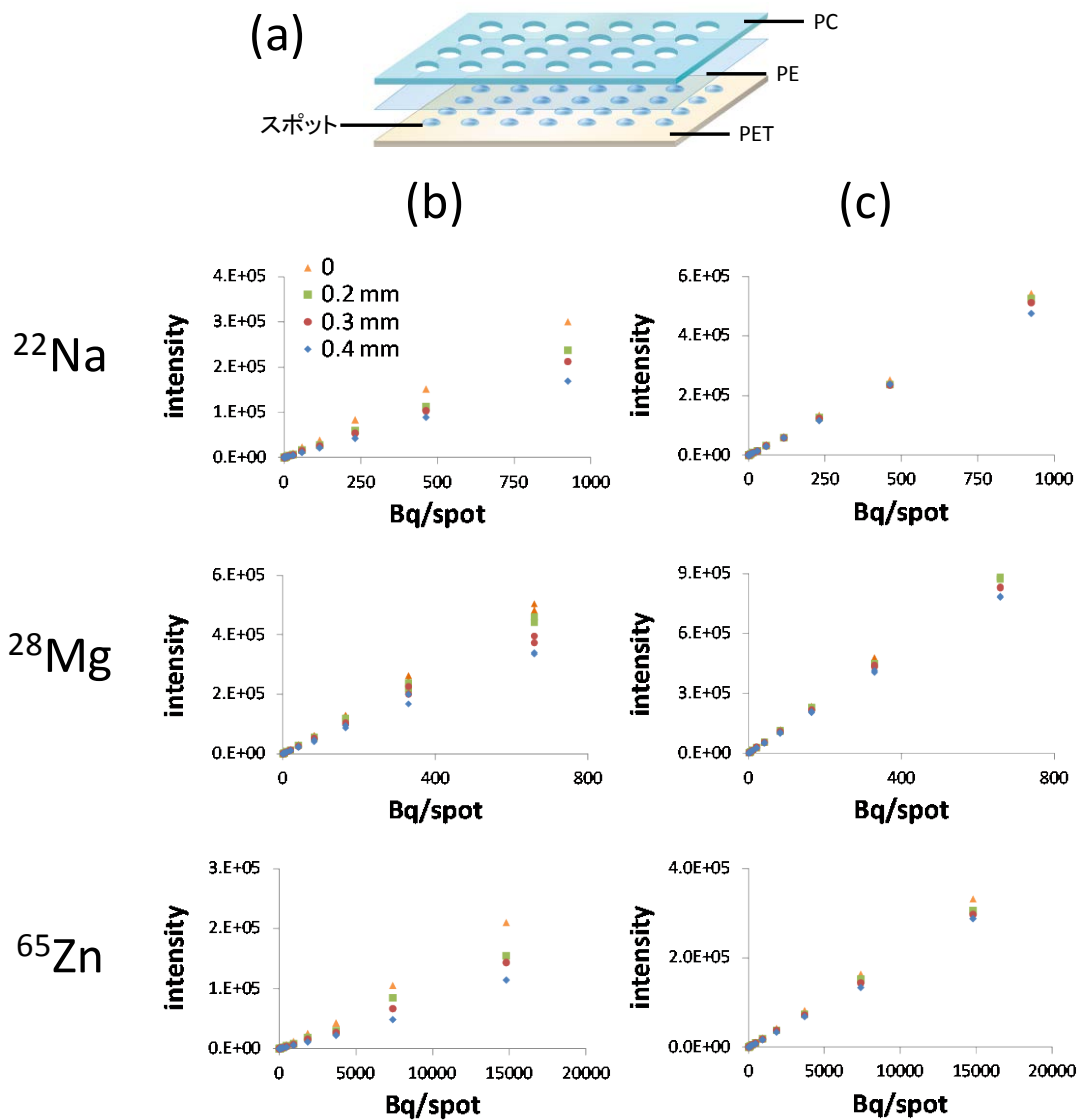 (a)
PC
PE
スポット
PET
(b)
(c)
22Na
4.E+05
3.E+05
2.E+05
1.E+05
0.E+00
intensity
0
0.2 mm
0.3 mm
0.4 mm
0 250 500 750 1000
Bq/spot
6.E+05
4.E+05
2.E+05
0.E+00
intensity
0 250 500 750 1000
Bq/spot
28Mg
6.E+05
4.E+05
2.E+05
0.E+00
intensity
0 400 800
Bq/spot
9.E+05
6.E+05
3.E+05
0.E+00
intensity
0 400 800
Bq/spot
65Zn
3.E+05
2.E+05
1.E+05
0.E+00
intensity
0 5000 10000 15000 20000
Bq/spot
4.0E+05
2.0E+05
0.0E+00
intensity
0 5000 10000 15000 20000
Bq/spot